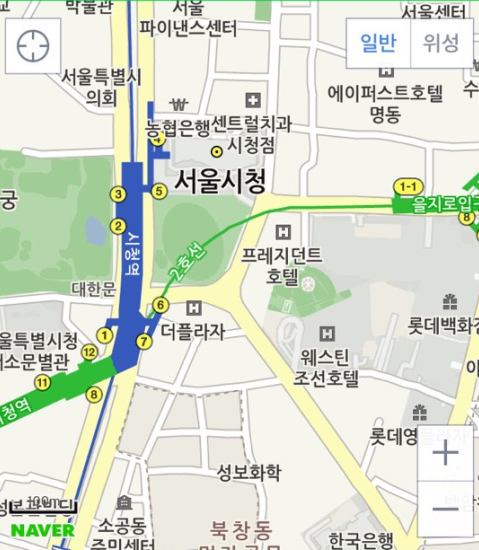 박물관
서울
파이낸스센터
서울센터
일반
위성
서울특별시
의회
에이퍼스트호텔
명동
농협은행
센트럴치과
시청점
4
서울시청
3
5
2
1-1
을지로입구
8
궁
시청역
2호선
프레지던트
호텔
대한문
6
더플라자
1
7
12
11
8
울특별시청
서소문별관
웨스틴
조선호텔
롯데백화
청역
롯데영
+
−
성보화학
100m
NAVER
소공동
주민센터
북창동
한국은행